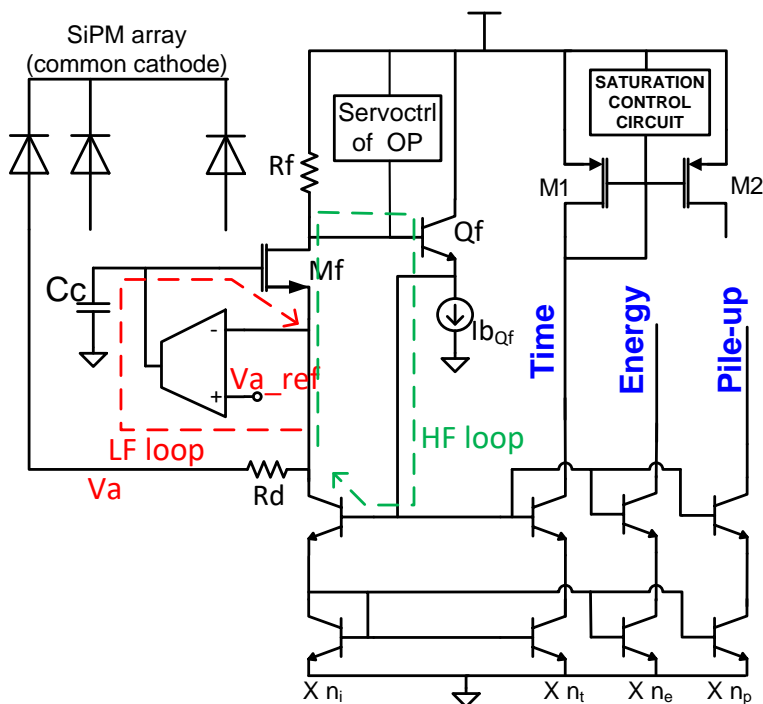 SiPM array
(common cathode)
Servoctrl
of OP
SATURATION
CONTROL
CIRCUIT
Rf
M1
M2
Qf
Mf
Cc
Ib_Qf
-
Va_ref
+
Time
Energy
Pile-up
LF loop
HF loop
Va
Rd
X n_i
X n_t
X n_e
X n_p